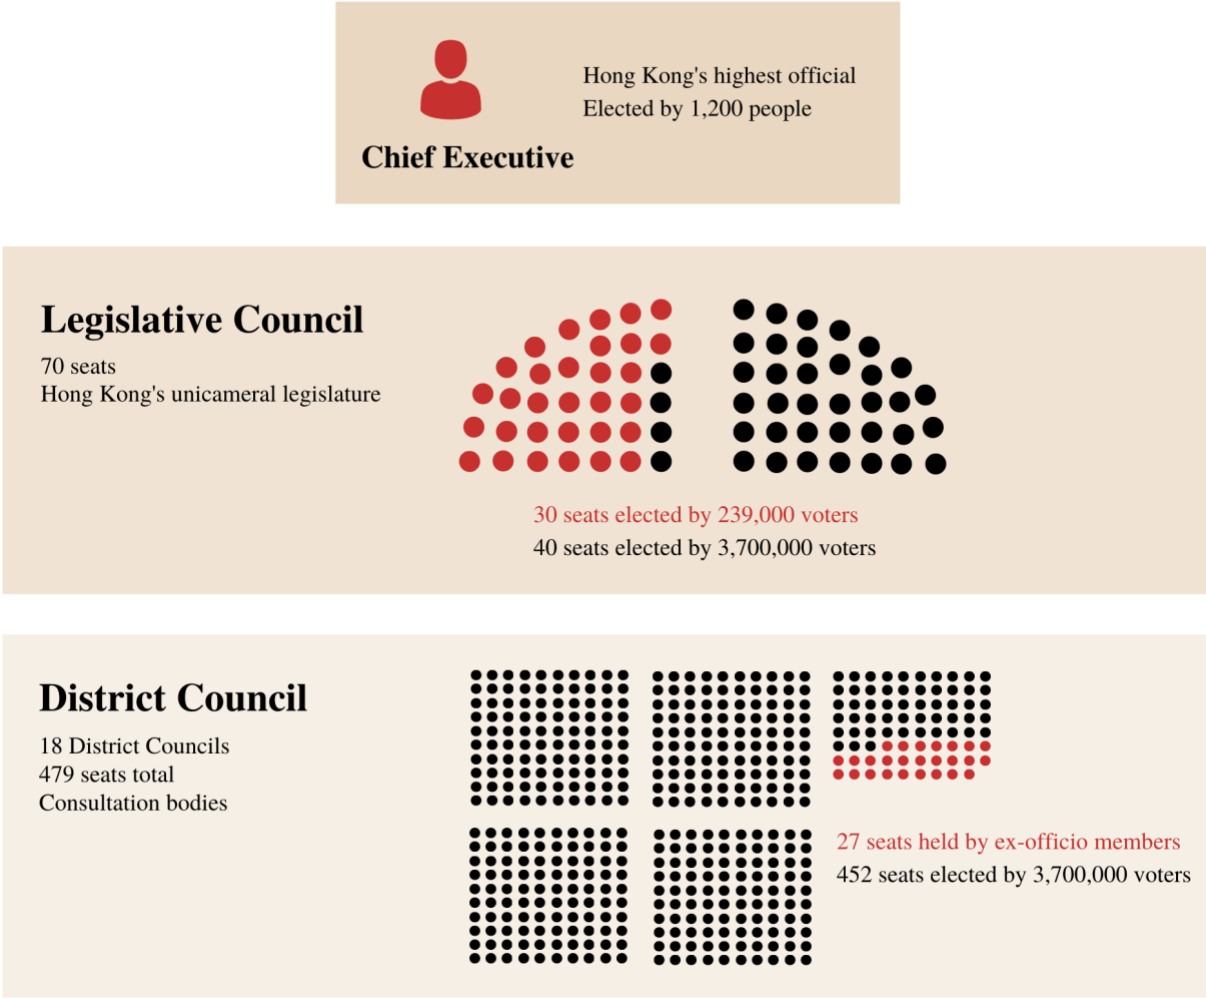 Hong Kong's highest official
Elected by 1,200 people
Chief Executive
Legislative Council
70 seats
Hong Kong's unicameral legislature
30 seats elected by 239,000 voters
40 seats elected by 3,700,000 voters
District Council
18 District Councils
479 seats total
Consultation bodies
27 seats held by ex-officio members
452 seats elected by 3,700,000 voters